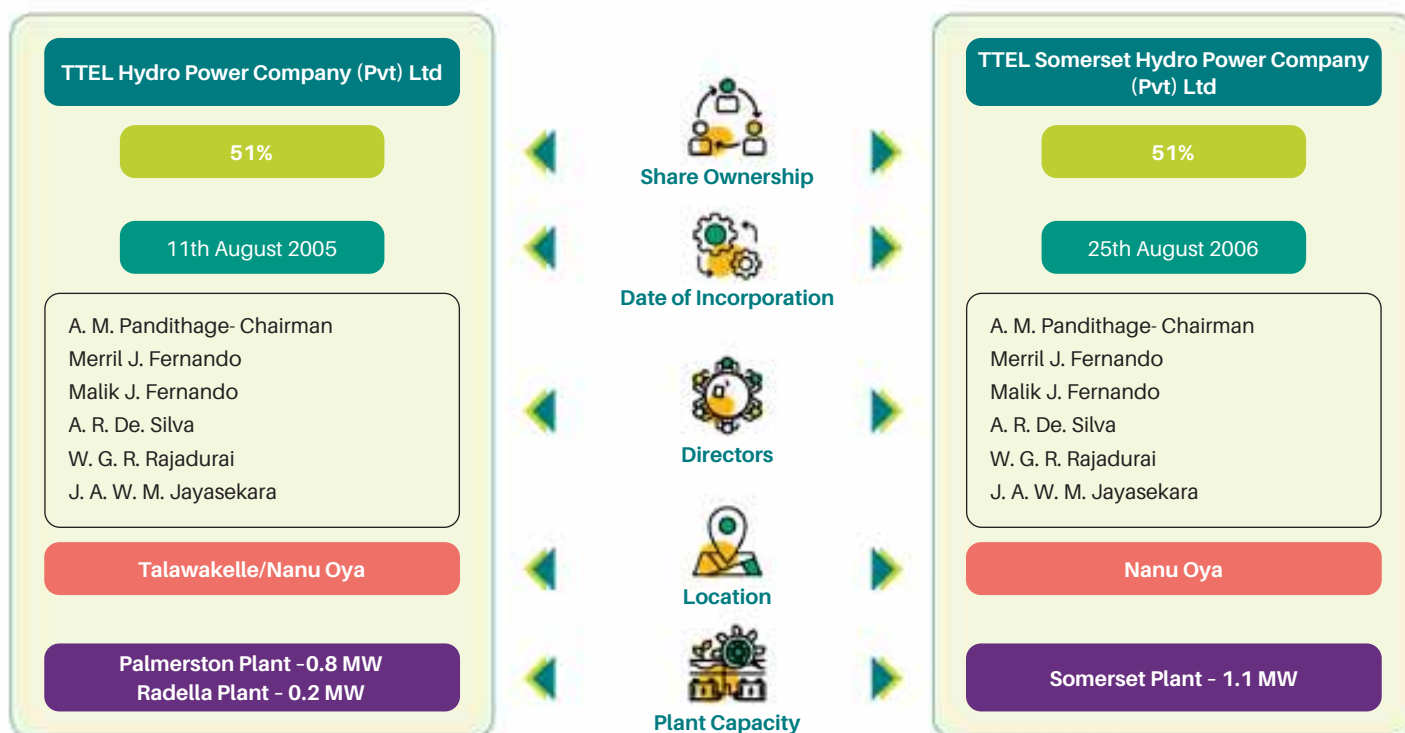 TTEL Hydro Power Company (Pvt) Ltd
51%
11th August 2005
A. M. Pandithage- Chairman
Merril J. Fernando
Malik J. Fernando
A. R. De. Silva
W. G. R. Rajadurai
J. A. W. M. Jayasekara
Talawakelle/Nanu Oya
Palmerston Plant –0.8 MW
Radella Plant – 0.2 MW
Share Ownership
Date of Incorporation
Directors
Location
Plant Capacity
TTEL Somerset Hydro Power Company
(Pvt) Ltd
51%
25th August 2006
A. M. Pandithage- Chairman
Merril J. Fernando
Malik J. Fernando
A. R. De. Silva
W. G. R. Rajadurai
J. A. W. M. Jayasekara
Nanu Oya
Somerset Plant – 1.1 MW